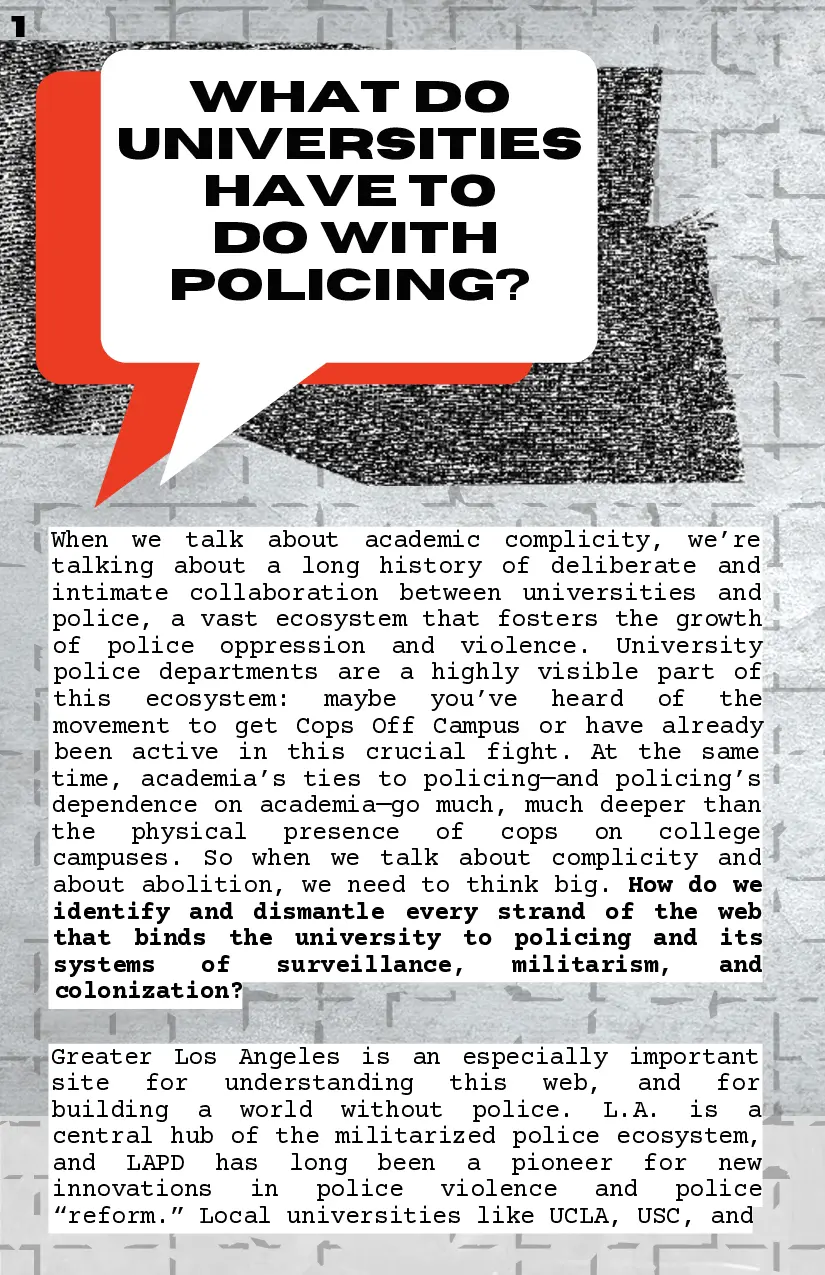 1
WHAT DO
UNIVERSITIES
HAVE TO
DO WITH
POLICING?
When we talk about academic complicity, we’re
talking about a long history of deliberate and
intimate collaboration between universities and
police, a vast ecosystem that fosters the growth
of police oppression and violence. University
police departments are a highly visible part of
this ecosystem: maybe you’ve heard of the
movement to get Cops Off Campus or have already
been active in this crucial fight. At the same
time, academia’s ties to policing—and policing’s
dependence on academia—go much, much deeper than
the physical presence of cops on college
campuses. So when we talk about complicity and
about abolition, we need to think big. How do we
identify and dismantle every strand of the web
that binds the university to policing and its
systems of surveillance, militarism, and
colonization?
Greater Los Angeles is an especially important
site for understanding this web, and for
building a world without police. L.A. is a
central hub of the militarized police ecosystem,
and LAPD has long been a pioneer for new
innovations in police violence and police
“reform.” Local universities like UCLA, USC, and